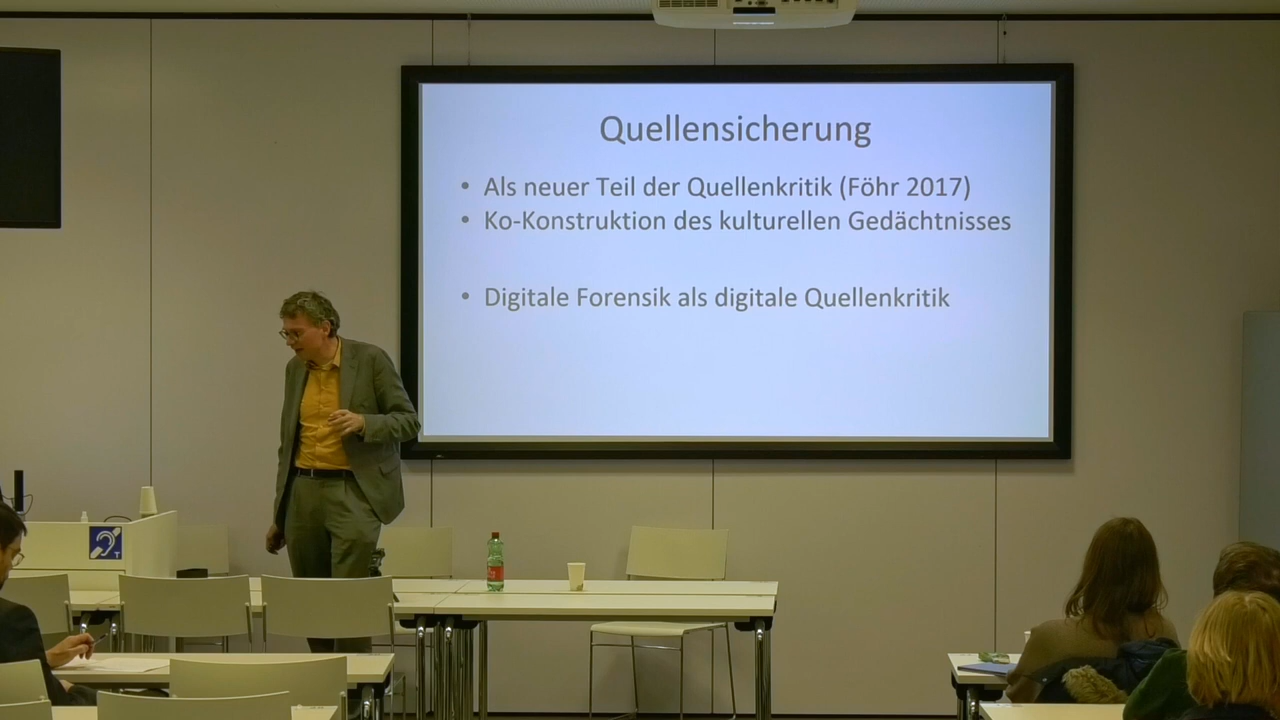 Quellensicherung
• Als neuer Teil der Quellenkritik (Föhr 2017)
• Ko-Konstruktion des kulturellen Gedächtnisses
• Digitale Forensik als digitale Quellenkritik
T